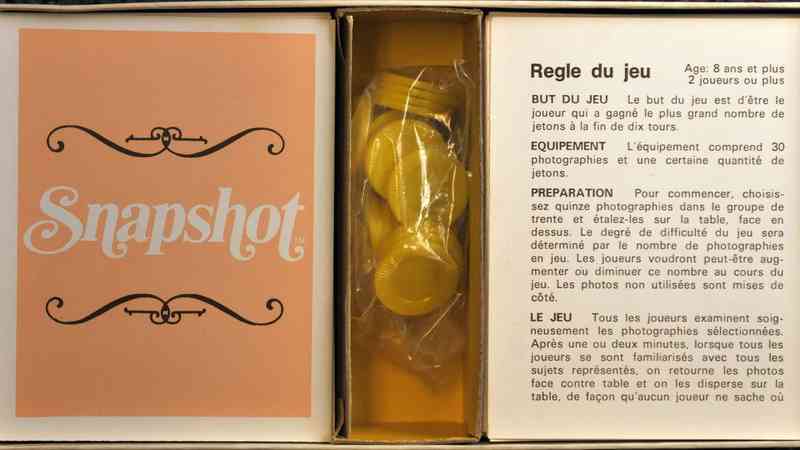 Snapshot TM
Regle du jeu
Age: 8 ans et plus
2 joueurs ou plus
BUT DU JEU Le but du jeu est d'être le
joueur qui a gagné le plus grand nombre de
jetons à la fin de dix tours.
EQUIPEMENT L'équipement comprend 30
photographies et une certaine quantité de
jetons.
PREPARATION Pour commencer, choisis-
sez quinze photographies dans le groupe de
trente et étalez-les sur la table, face en
dessus. Le degré de difficulté du jeu sera
déterminé par le nombre de photographies
en jeu. Les joueurs voudront peut-être aug-
menter ou diminuer ce nombre au cours du
jeu. Les photos non utilisées sont mises de
côté.
LE JEU Tous les joueurs examinent soig-
neusement les photographies sélectionnées.
Après une ou deux minutes, lorsque tous les
joueurs se sont familiarisés avec tous les
sujets représentés, on retourne les photos
face contre table et on les disperse sur la
table, de façon qu'aucun joueur ne sache où